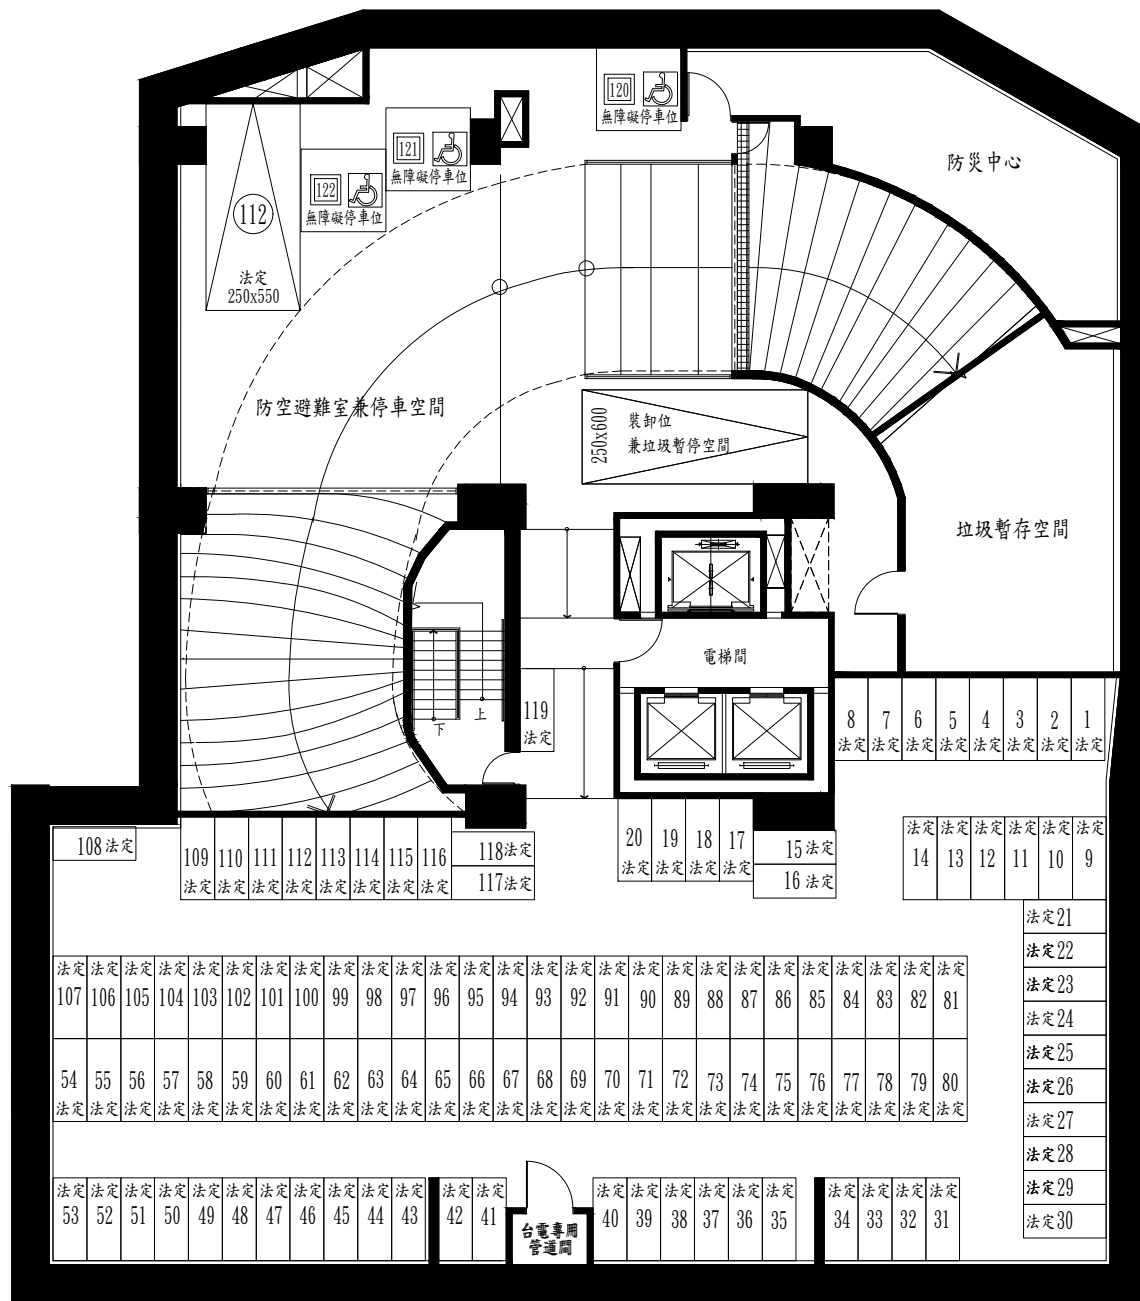 120
無障礙停車位
121
無障礙停車位
122
無障礙停車位
112
法定
250x550
防災中心
防空避難室兼停車空間
250x600
裝卸位
兼垃圾暫停空間
垃圾暫存空間
電梯間
上
下
119
法定
8 7 6 5 4 3 2 1
法定 法定 法定 法定 法定 法定 法定 法定
108法定
109 110 111 112 113 114 115 116
法定 法定 法定 法定 法定 法定 法定 法定
118法定
117法定
20 19 18 17
法定 法定 法定 法定
15法定
16法定
法定 法定 法定 法定 法定 法定
14 13 12 11 10 9
法定21
法定22
法定23
法定24
法定25
法定26
法定27
法定28
法定29
法定30
法定 法定 法定 法定 法定 法定 法定 法定 法定 法定 法定 法定 法定 法定 法定 法定 法定 法定 法定 法定 法定 法定 法定 法定 法定 法定 法定
107 106 105 104 103 102 101 100 99 98 97 96 95 94 93 92 91 90 89 88 87 86 85 84 83 82 81
54 55 56 57 58 59 60 61 62 63 64 65 66 67 68 69 70 71 72 73 74 75 76 77 78 79 80
法定 法定 法定 法定 法定 法定 法定 法定 法定 法定 法定 法定 法定 法定 法定 法定 法定 法定 法定 法定 法定 法定 法定 法定 法定 法定 法定
法定 法定 法定 法定 法定 法定 法定 法定 法定 法定 法定 法定 法定
53 52 51 50 49 48 47 46 45 44 43 42 41
台電專用
管道間
法定 法定 法定 法定 法定 法定 法定 法定 法定 法定
40 39 38 37 36 35 34 33 32 31